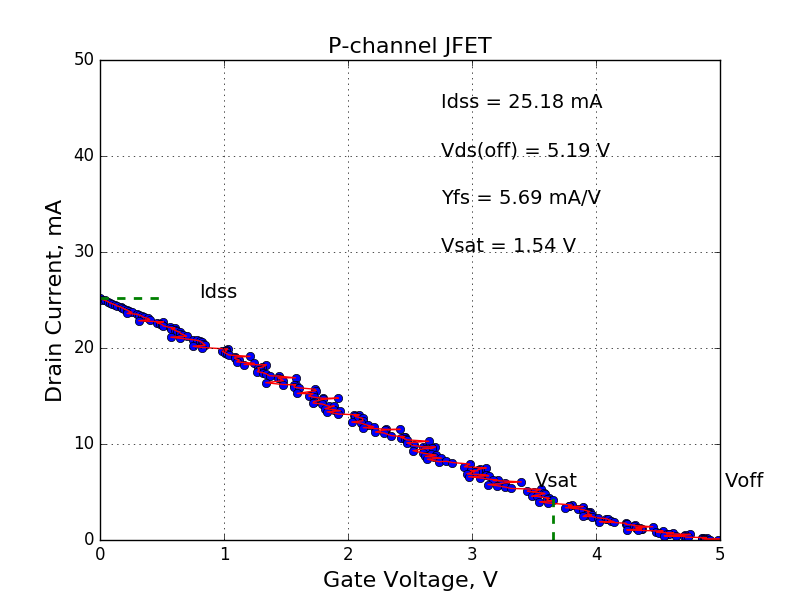 P-channel JFET
50
40
30
20
10
0
Drain Current, mA
Idss = 25.18 mA
Vds(off) = 5.19 V
Yfs = 5.69 mA/V
Vsat = 1.54 V
Idss
Vsat
Voff
0 1 2 3 4 5
Gate Voltage, V